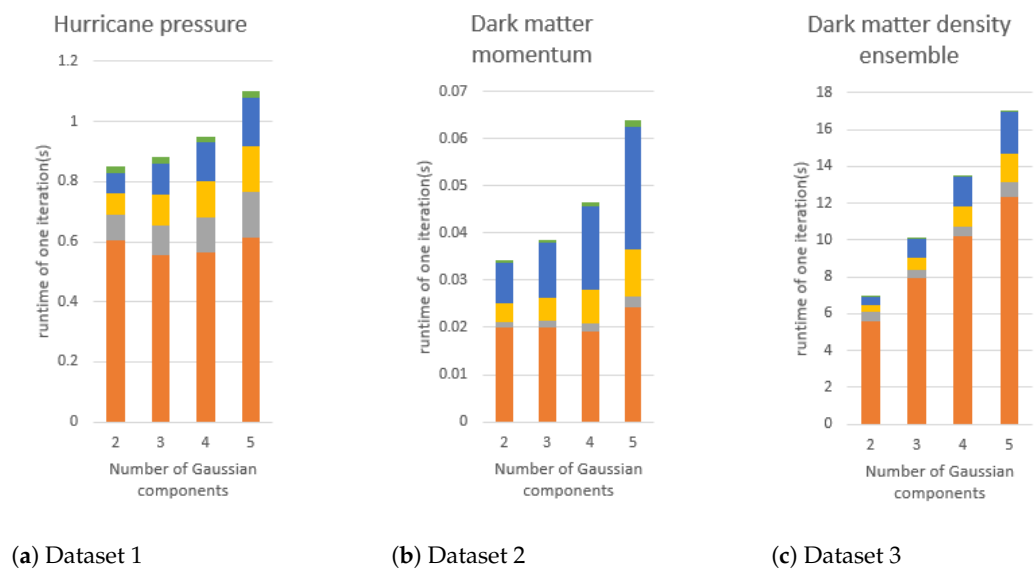 Hurricane pressure
1.2
1
0.8
0.6
0.4
0.2
0
runtime of one iteration(s)
2 3 4 5
Number of Gaussian
components
(a) Dataset 1
Dark matter
momentum
0.07
0.06
0.05
0.04
0.03
0.02
0.01
0
runtime of one iteration(s)
2 3 4 5
Number of Gaussian
components
(b) Dataset 2
Dark matter density
ensemble
18
16
14
12
10
8
6
4
2
0
runtime of one iteration(s)
2 3 4 5
Number of Gaussian
components
(c) Dataset 3